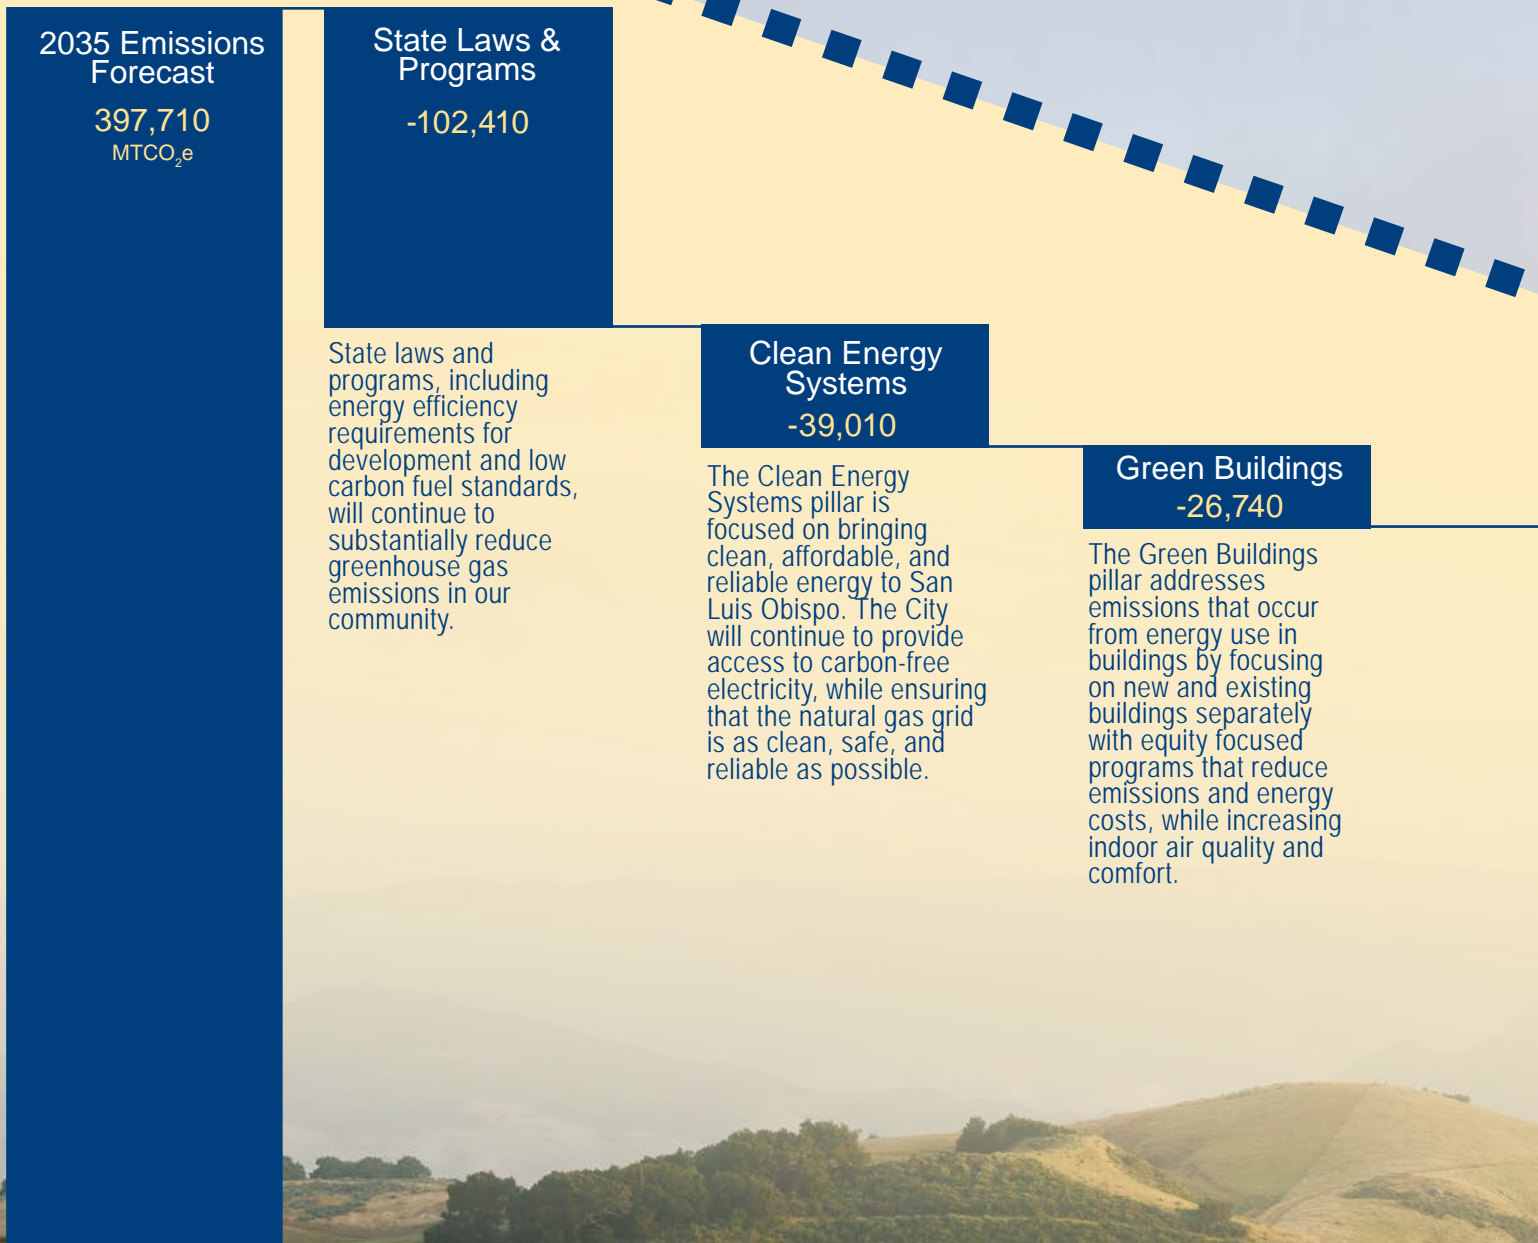 2035 Emissions
Forecast
397,710
MTCO₂e
State Laws &
Programs
-102,410
State laws and
programs, including
energy efficiency
requirements for
development and low
carbon fuel standards,
will continue to
substantially reduce
greenhouse gas
emissions in our
community.
Clean Energy
Systems
-39,010
The Clean Energy
Systems pillar is
focused on bringing
clean, affordable, and
reliable energy to San
Luis Obispo. The City
will continue to provide
access to carbon-free
electricity, while ensuring
that the natural gas grid
is as clean, safe, and
reliable as possible.
Green Buildings
-26,740
The Green Buildings
pillar addresses
emissions that occur
from energy use in
buildings by focusing
on new and existing
buildings separately
with equity focused
programs that reduce
emissions and energy
costs, while increasing
indoor air quality and
comfort.